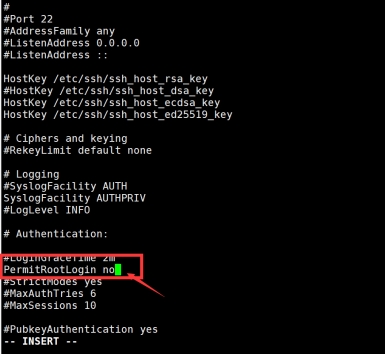 #
#Port 22
#AddressFamily any
#ListenAddress 0.0.0.0
#ListenAddress ::
HostKey /etc/ssh/ssh_host_rsa_key
#HostKey /etc/ssh/ssh_host_dsa_key
HostKey /etc/ssh/ssh_host_ecdsa_key
HostKey /etc/ssh/ssh_host_ed25519_key
# Ciphers and keying
#RekeyLimit default none
# Logging
#SyslogFacility AUTH
SyslogFacility AUTHPRIV
#LogLevel INFO
# Authentication:
#LoginGraceTime 2m
PermitRootLogin no
#StrictModes yes
#MaxAuthTries 6
#MaxSessions 10
#PubkeyAuthentication yes
-- INSERT --